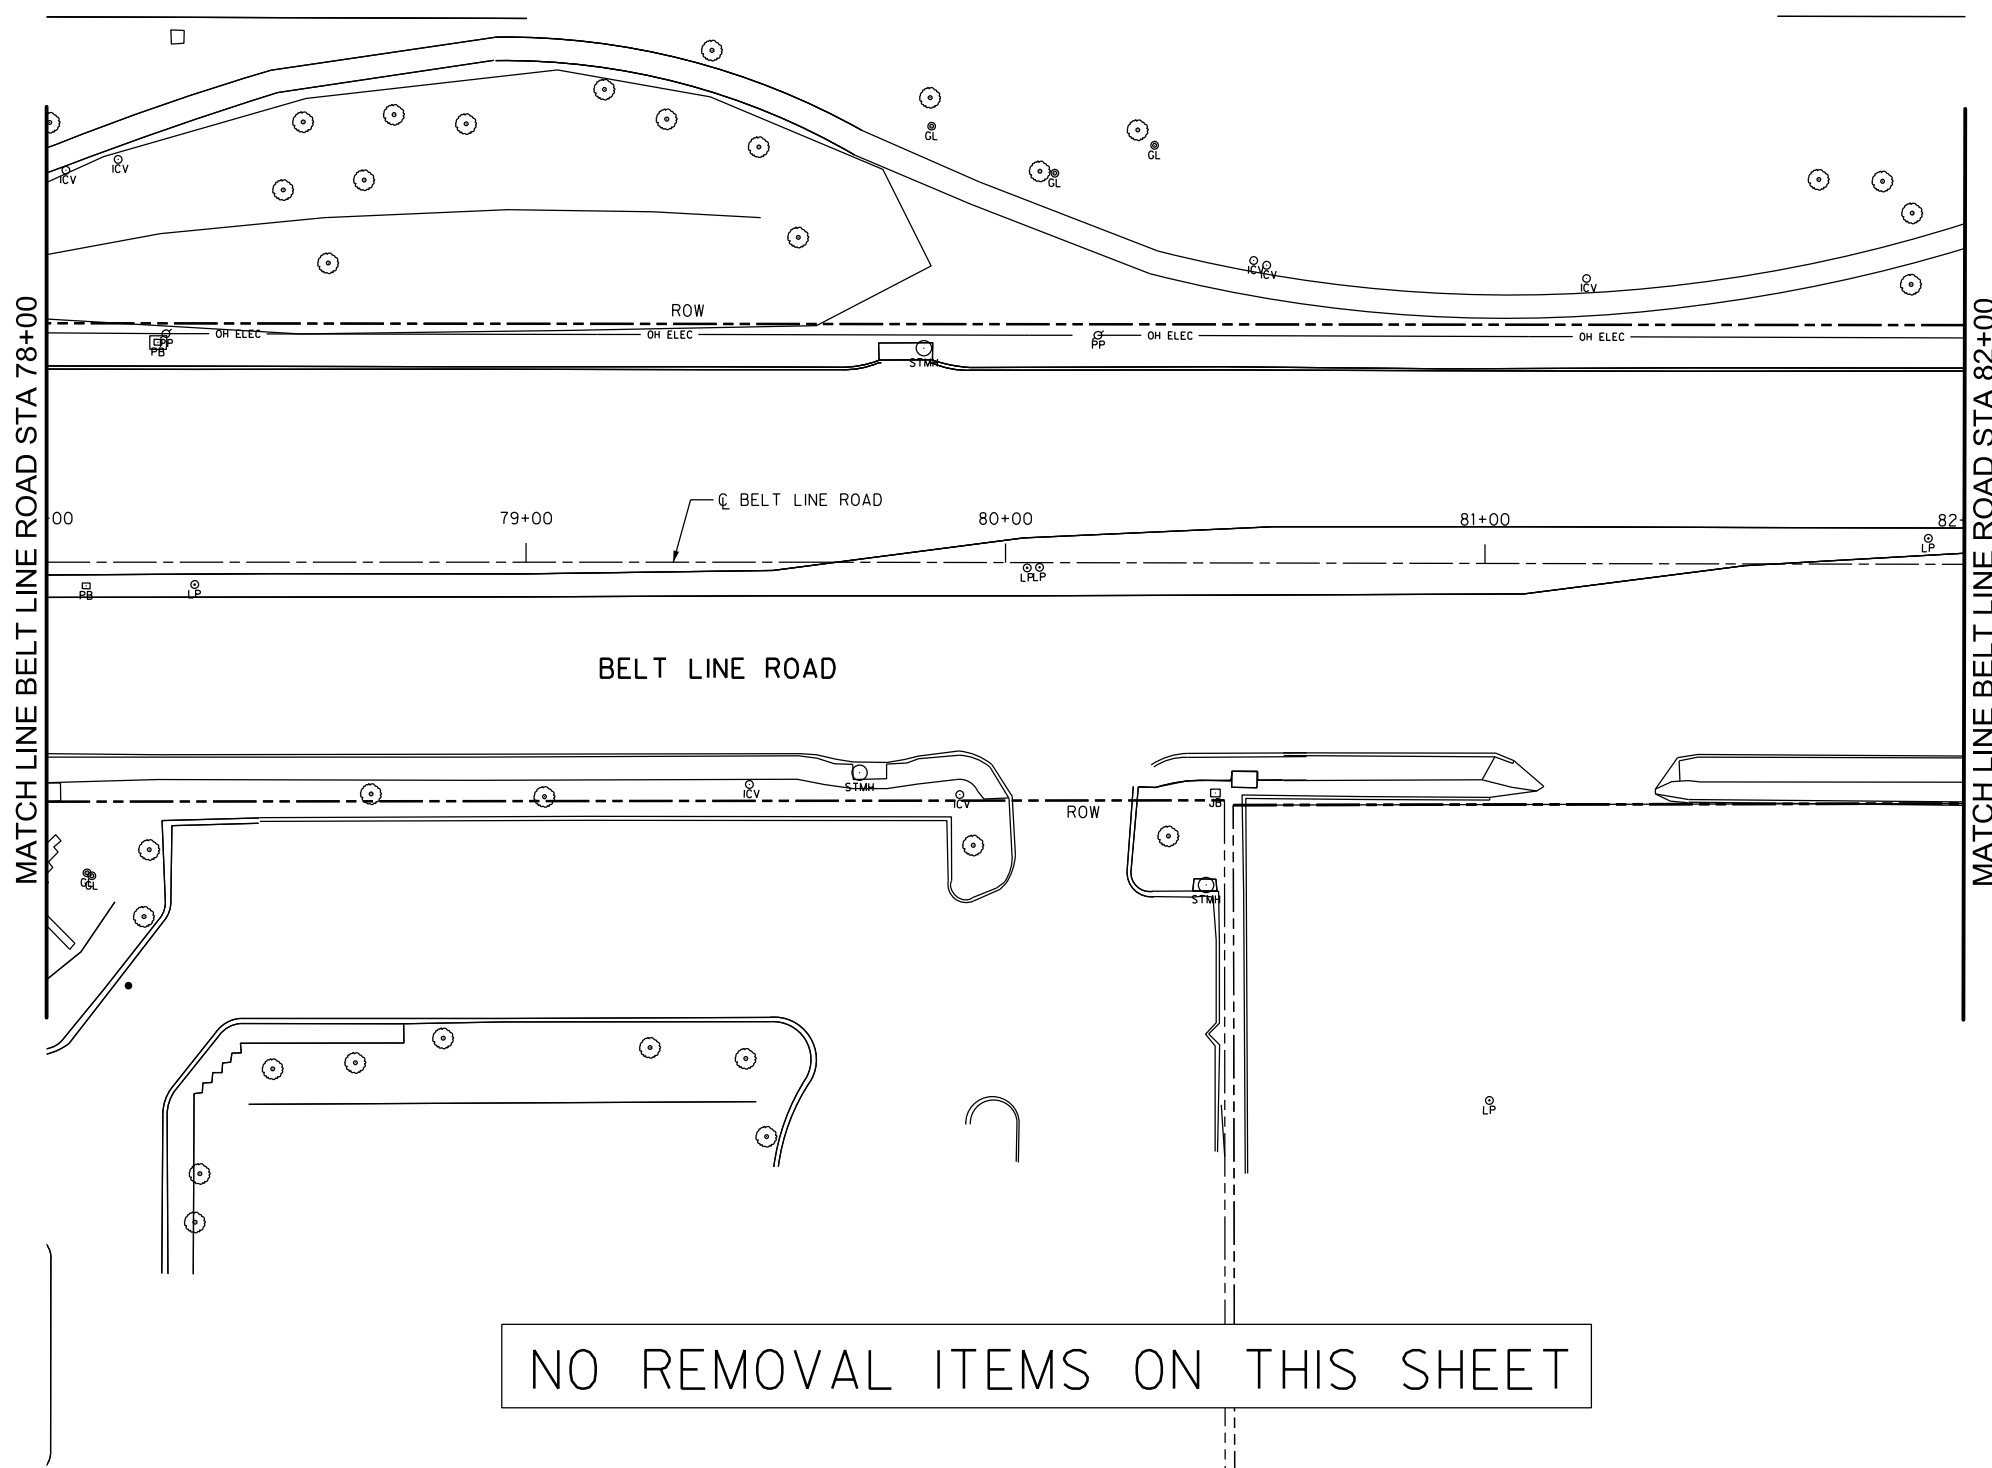 GL
GL
GL
ICV
ICV
ICV
ICV
ICV
ROW
OH ELEC
OH ELEC
OH ELEC
OH ELEC
PP
PB
PP
STMH
MATCH LINE BELT LINE ROAD STA 78+00
MATCH LINE BELT LINE ROAD STA 82+00
℄ BELT LINE ROAD
+00
79+00
80+00
81+00
82+
LP
PB
LP
LP
LP
BELT LINE ROAD
STMH
ICV
ICV
JB
ROW
GL
GL
STMH
LP
NO REMOVAL ITEMS ON THIS SHEET